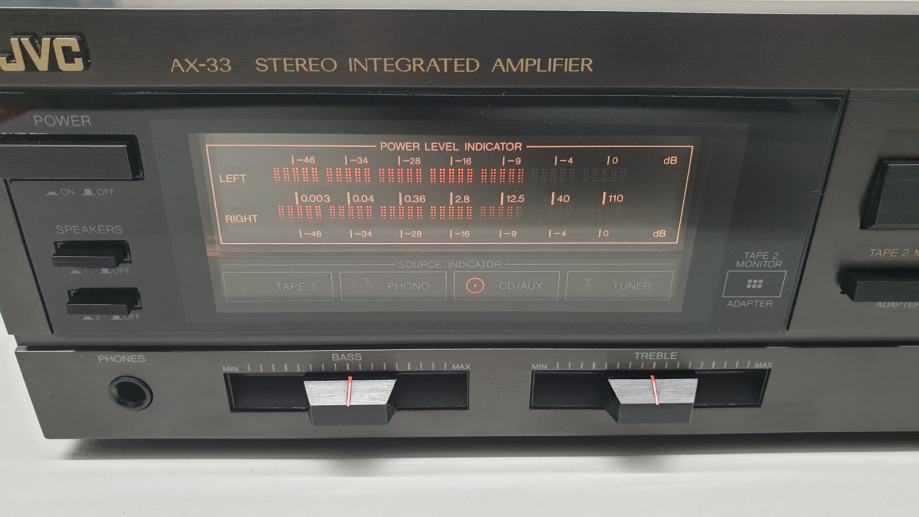 JVC
AX-33 STEREO INTEGRATED AMPLIFIER
POWER
ON OFF
SPEAKERS
1 OFF
2 OFF
POWER LEVEL INDICATOR
-46 -34 -28 -16 -9 -4 0 dB
LEFT
0.003 0.04 0.36 2.8 12.5 40 110
RIGHT
-46 -34 -28 -16 -9 -4 0 dB
SOURCE INDICATOR
TAPE 1 PHONO CD/AUX TUNER
TAPE 2
MONITOR
ADAPTER
TAPE 2 M
ADAPTER
PHONES
BASS
MIN MAX
TREBLE
MIN MAX